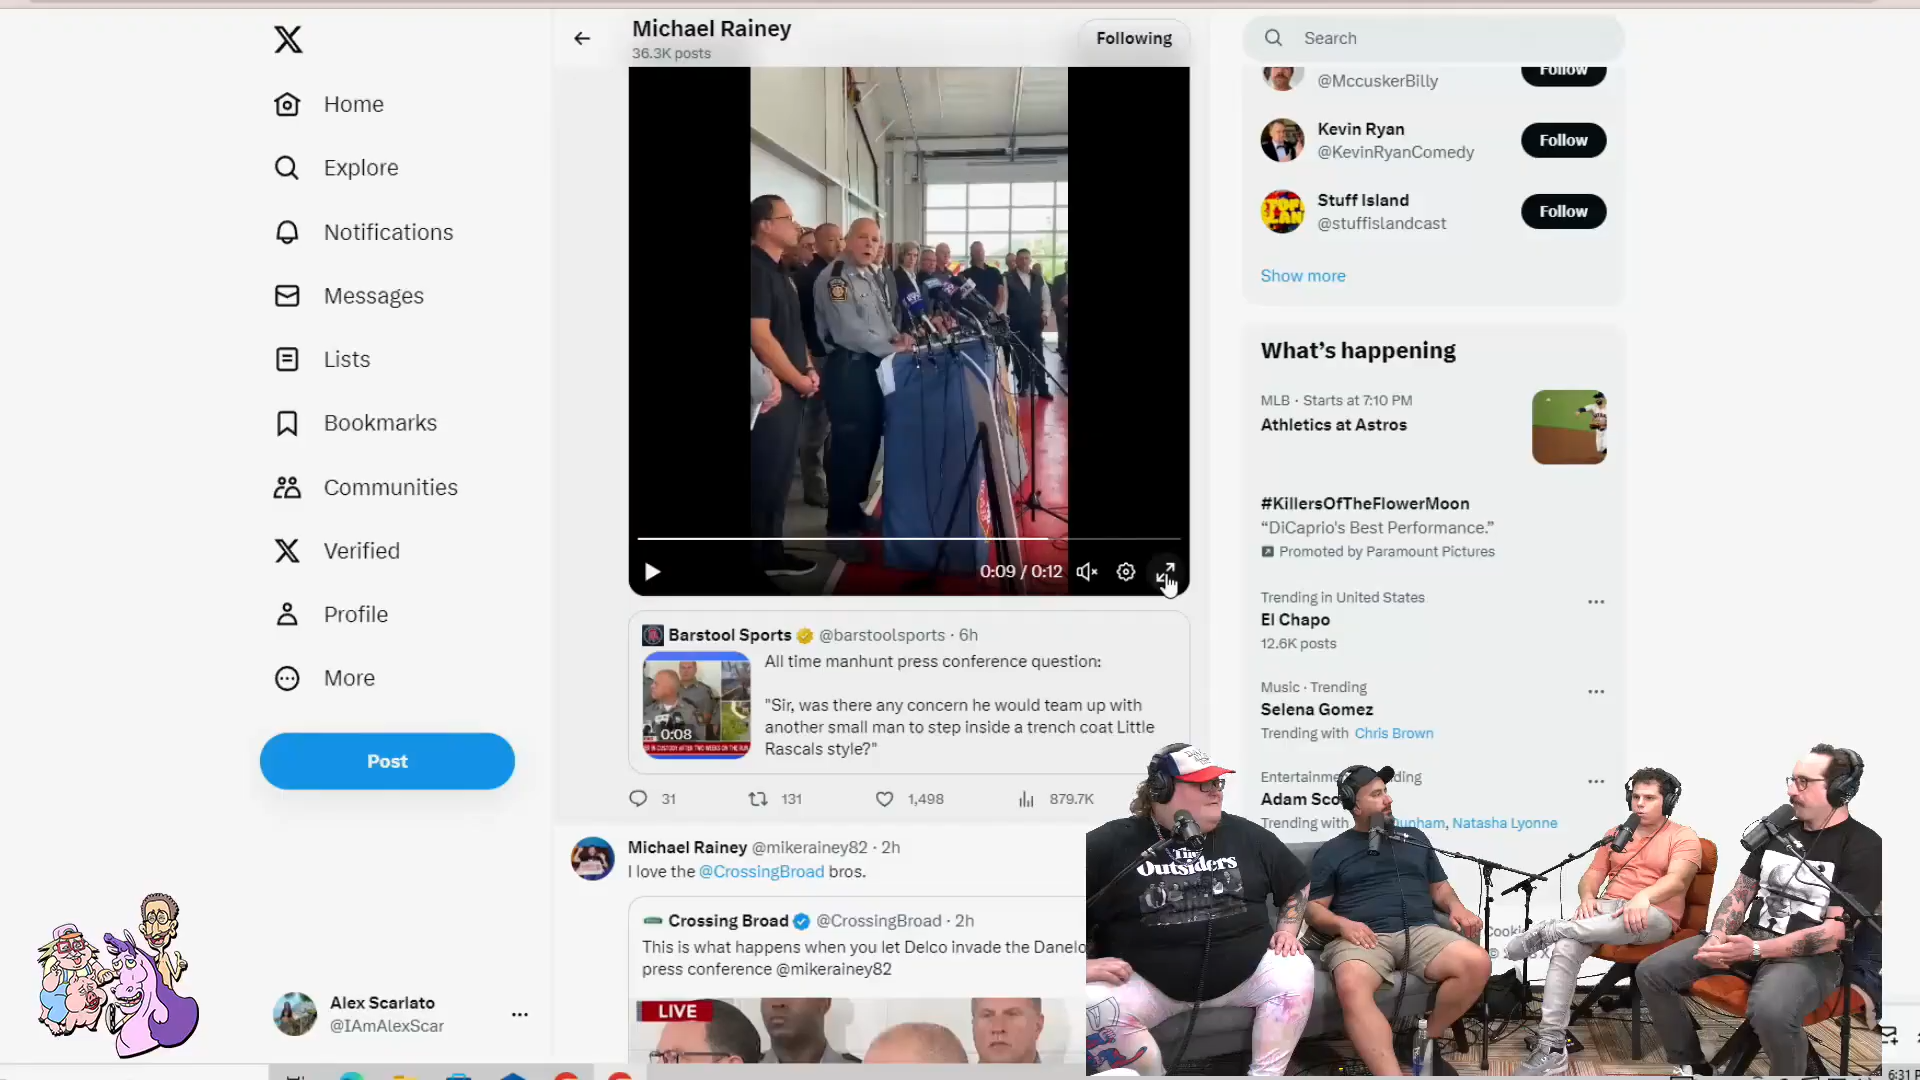 Michael Rainey
36.3K posts
Following
Search
Home
Explore
Notifications
Messages
Lists
Bookmarks
Communities
Verified
Profile
More
Post
Alex Scarlato
@IAmAlexScar
0:09 / 0:12
Barstool Sports @barstoolsports · 6h
All time manhunt press conference question:
"Sir, was there any concern he would team up with
another small man to step inside a trench coat Little
Rascals style?"
0:08
31
131
1,498
879.7K
Michael Rainey @mikerainey82 · 2h
I love the @CrossingBroad bros.
Crossing Broad @CrossingBroad · 2h
This is what happens when you let Delco invade the
press conference @mikerainey82
LIVE
@MccuskerBilly
Follow
Kevin Ryan
@KevinRyanComedy
Follow
Stuff Island
@stuffislandcast
Follow
Show more
What's happening
MLB · Starts at 7:10 PM
Athletics at Astros
#KillersOfTheFlowerMoon
"DiCaprio's Best Performance."
Promoted by Paramount Pictures
Trending in United States
El Chapo
12.6K posts
Music · Trending
Selena Gomez
Trending with Chris Brown
Adam
Trending with Natasha Lyonne
The
Outsiders
6:31